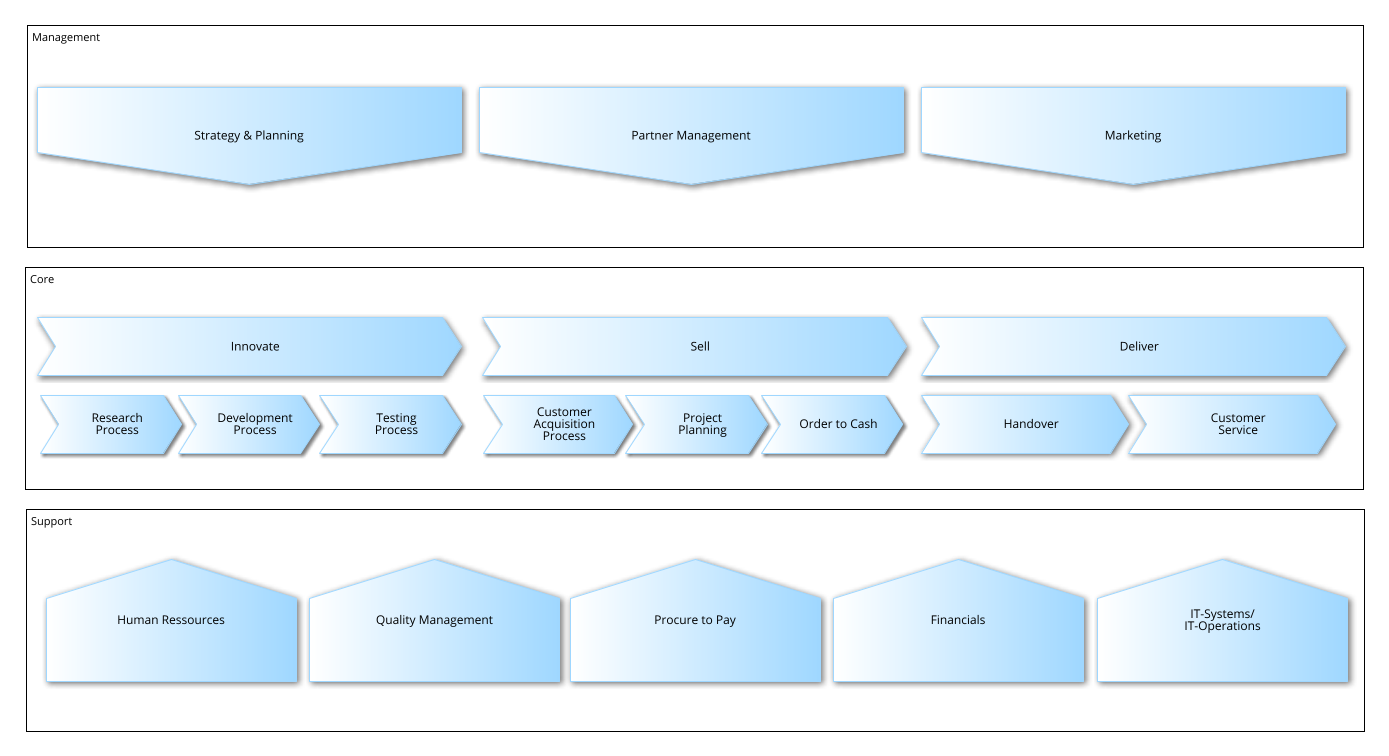 Management
Strategy & Planning
Partner Management
Marketing
Core
Innovate
Sell
Deliver
Research
Process
Development
Process
Testing
Process
Customer
Acquisition
Process
Project
Planning
Order to Cash
Handover
Customer
Service
Support
Human Ressources
Quality Management
Procure to Pay
Financials
IT-Systems/
IT-Operations